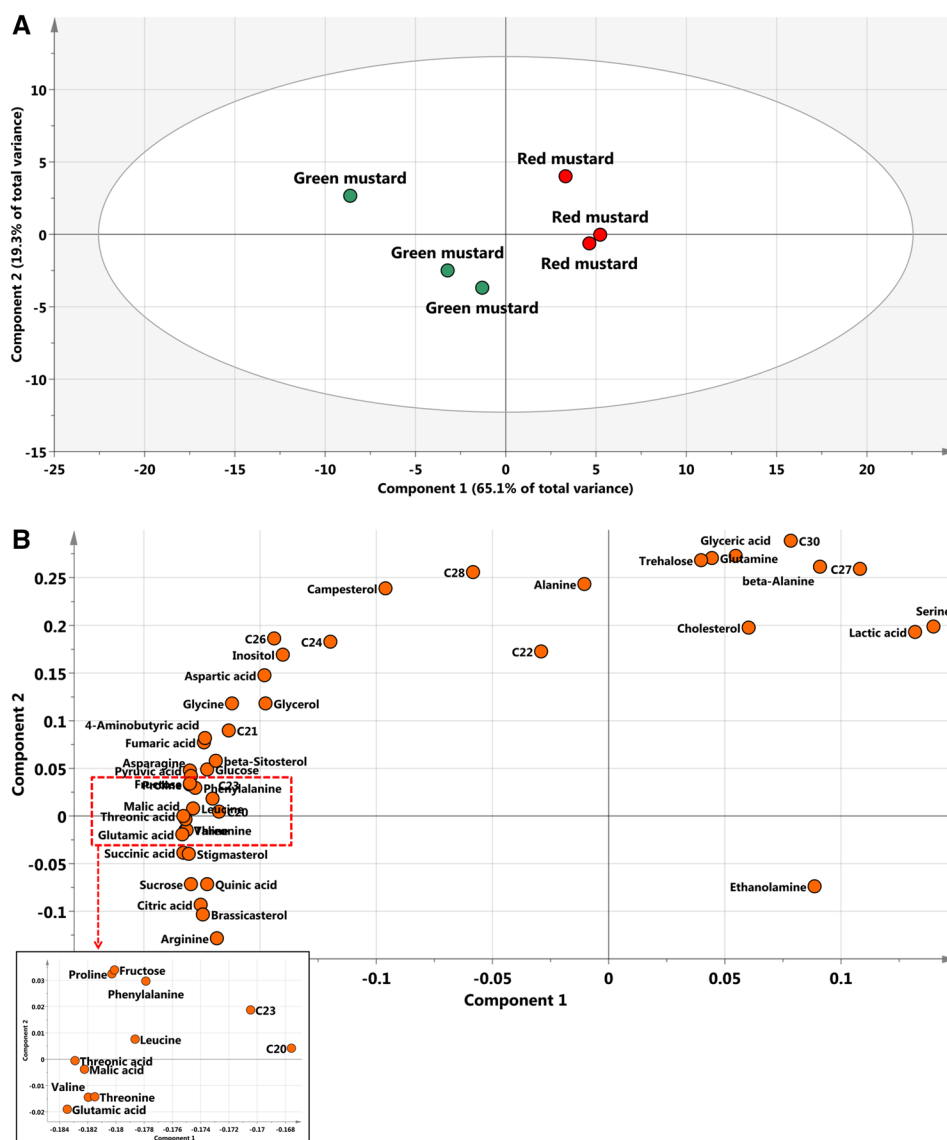 A
Component 2 (19.3% of total variance)
10
5
0
-5
-10
-15
Red mustard
Green mustard
Red mustard
Green mustard
Red mustard
Green mustard
-25
-20
-15
-10
-5
0
5
10
15
20
Component 1 (65.1% of total variance)
B
Component 2
0.25
0.2
0.15
0.1
0.05
0
-0.05
-0.1
Glyceric acid
C30
Trehalose
Glutamine
C27
beta-Alanine
C28
Campesterol
Alanine
Serine
Cholesterol
Lactic acid
C26
C24
Inositol
C22
Aspartic acid
Glycine
Glycerol
4-Aminobutyric acid
C21
Fumaric acid
Asparagine
beta-Sitosterol
Pyruvic acid
Glucose
Fructose
Proline
C23
Phenylalanine
Malic acid
Leucine
C20
Threonic acid
Glutamic acid
Valine
Threonine
Succinic acid
Stigmasterol
Sucrose
Quinic acid
Ethanolamine
Citric acid
Brassicasterol
Arginine
-0.1
-0.05
0
0.05
0.1
Component 1
Component 2
0.03
0.02
0.01
0
-0.01
-0.02
Proline
Fructose
Phenylalanine
C23
Leucine
C20
Threonic acid
Malic acid
Valine
Threonine
Glutamic acid
-0.184
-0.182
-0.18
-0.178
-0.176
-0.174
-0.172
-0.17
-0.168
Component 1